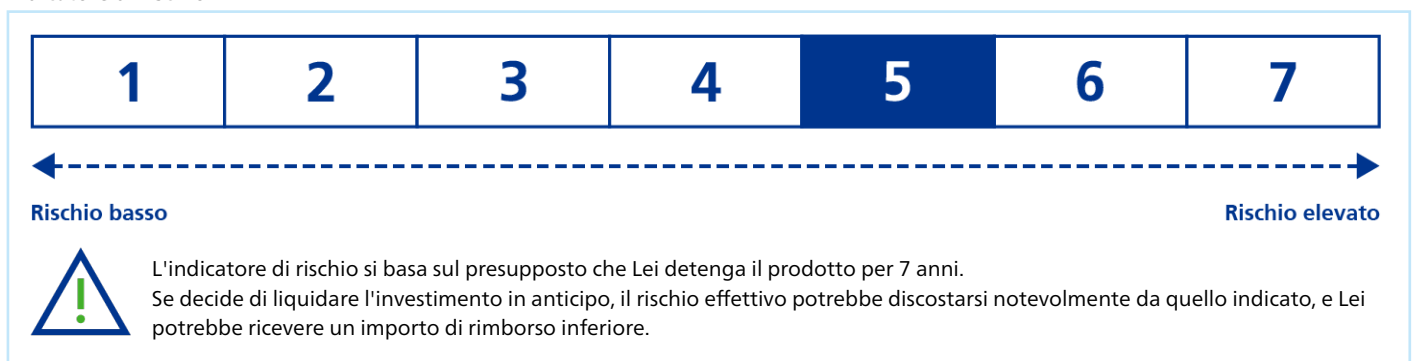 1 2 3 4 5 6 7
Rischio basso Rischio elevato
L'indicatore di rischio si basa sul presupposto che Lei detenga il prodotto per 7 anni.
Se decide di liquidare l'investimento in anticipo, il rischio effettivo potrebbe discostarsi notevolmente da quello indicato, e Lei
potrebbe ricevere un importo di rimborso inferiore.